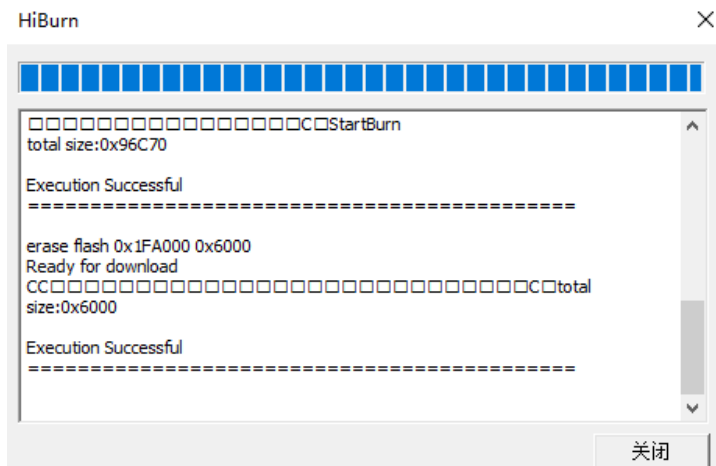 HiBurn
□□□□□□□□□□□□□□□□C□StartBurn
total size:0x96C70
Execution Successful
============================================
erase flash 0x1FA000 0x6000
Ready for download
CC□□□□□□□□□□□□□□□□□□□□□□□□□□□□C□total
size:0x6000
Execution Successful
============================================
关闭